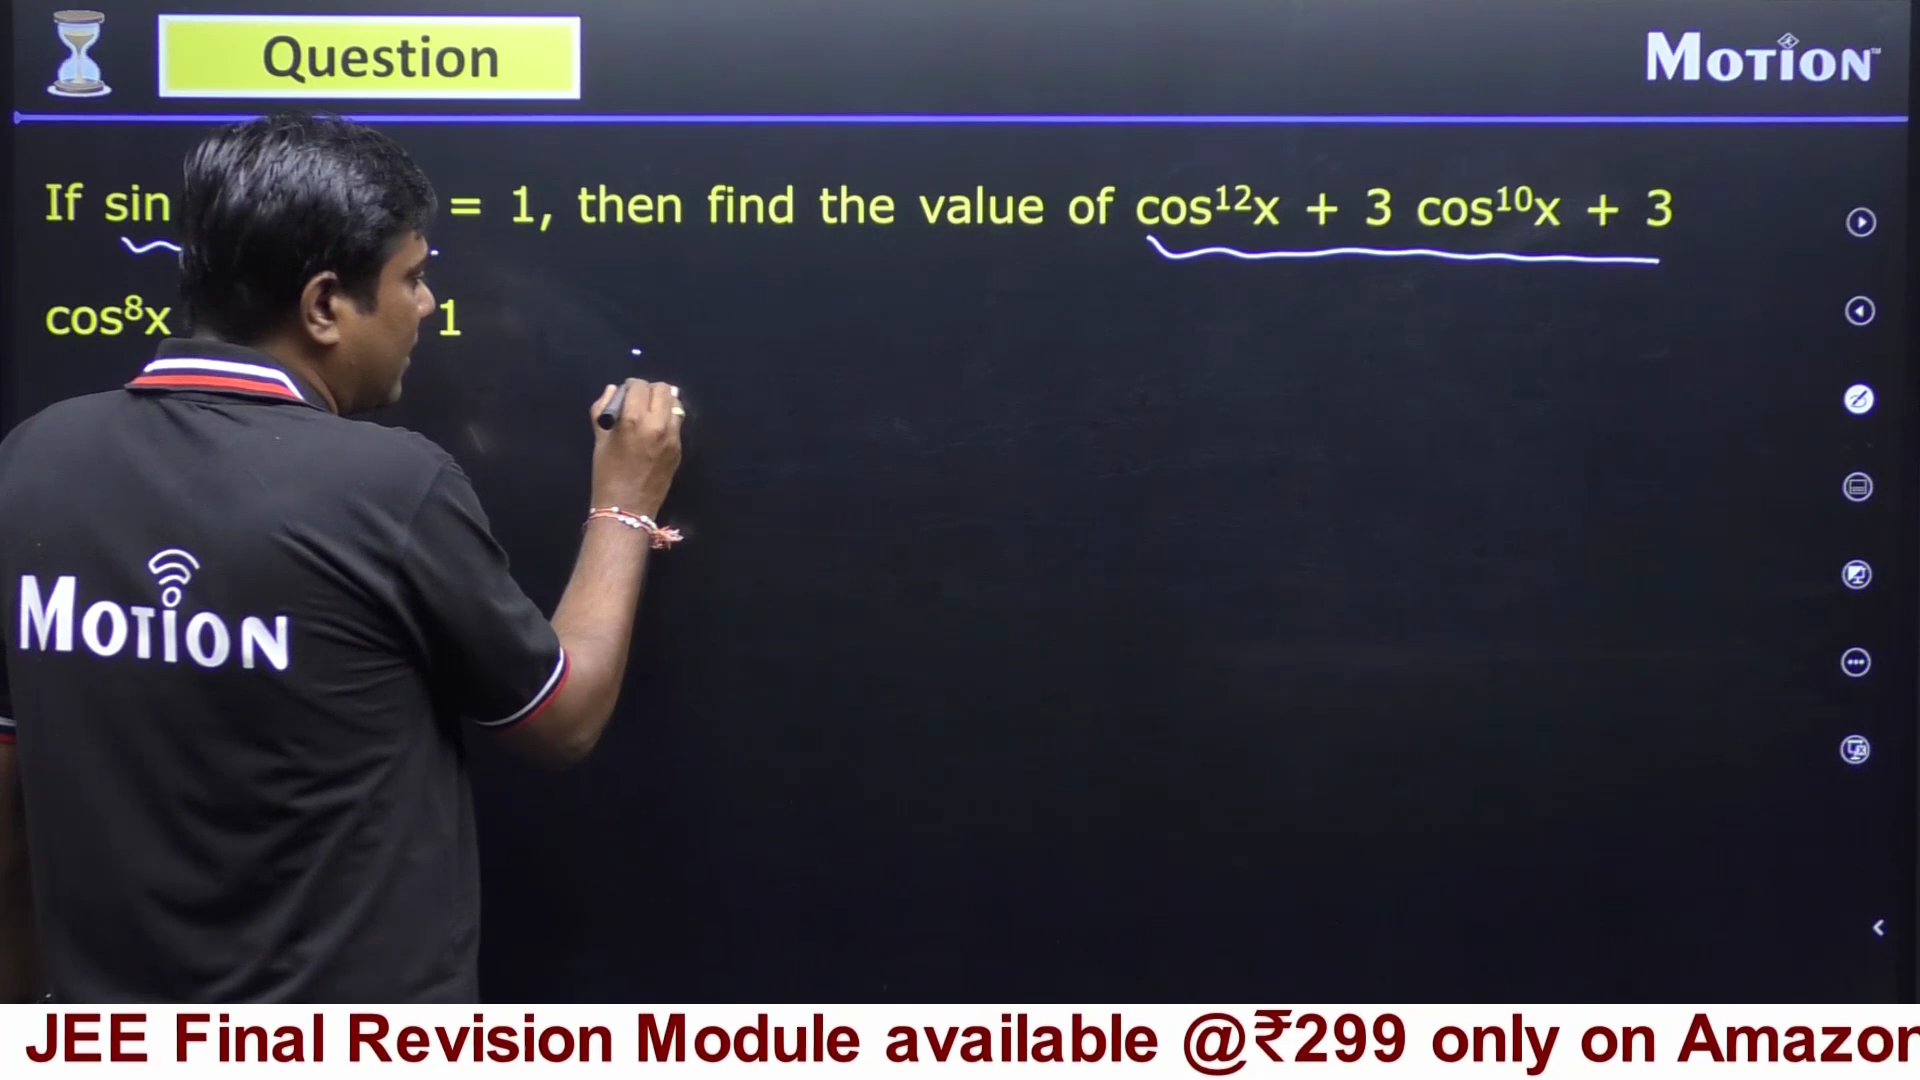 Question
MOTION
If sin = 1, then find the value of cos¹²x + 3 cos¹⁰x + 3
cos⁸x 1
MOTION
JEE Final Revision Module available @₹299 only on Amazon